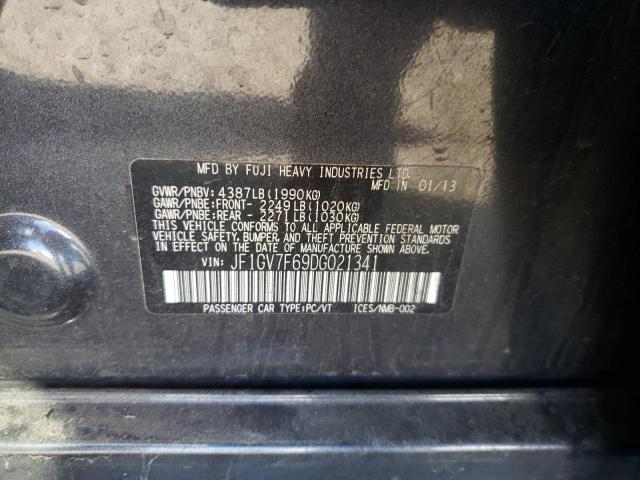 MFD BY FUJI HEAVY INDUSTRIES LTD.
MFD IN 01/13
GVWR/PNBV: 4387LB(1990KG)
GAWR/PNBE:FRONT- 2249LB(1020KG)
GAWR/PNBE:REAR - 2271LB(1030KG)
THIS VEHICLE CONFORMS TO ALL APPLICABLE FEDERAL MOTOR
VEHICLE SAFETY, BUMPER, AND THEFT PREVENTION
STANDARDS IN EFFECT ON THE DATE OF MANUFACTURE SHOWN ABOVE.
VIN: JF1GV7F69DG021341
PASSENGER CAR TYPE:PC/VT ICES/NMB-002